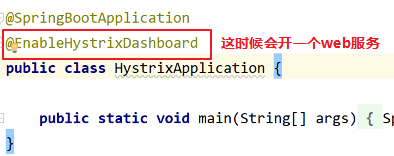 @SpringBootApplication
@EnableHystrixDashboard 这时候会开一个web服务
public class HystrixApplication {
public static void main(String[] args) { Sp
}